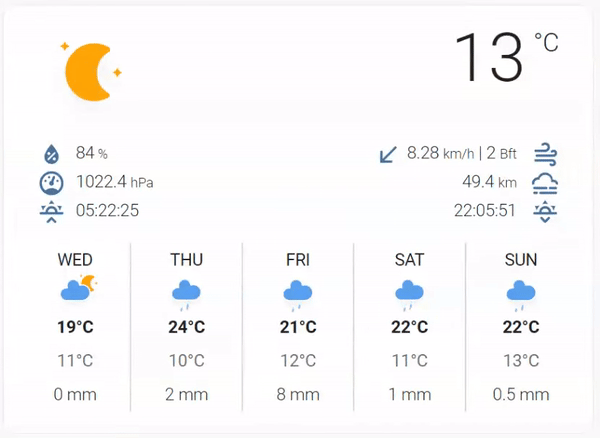 13 °C
84 % 8.28 km/h | 2 Bft
1022.4 hPa 49.4 km
05:22:25 22:05:51
WED THU FRI SAT SUN
19°C 24°C 21°C 22°C 22°C
11°C 10°C 12°C 11°C 13°C
0 mm 2 mm 8 mm 1 mm 0.5 mm